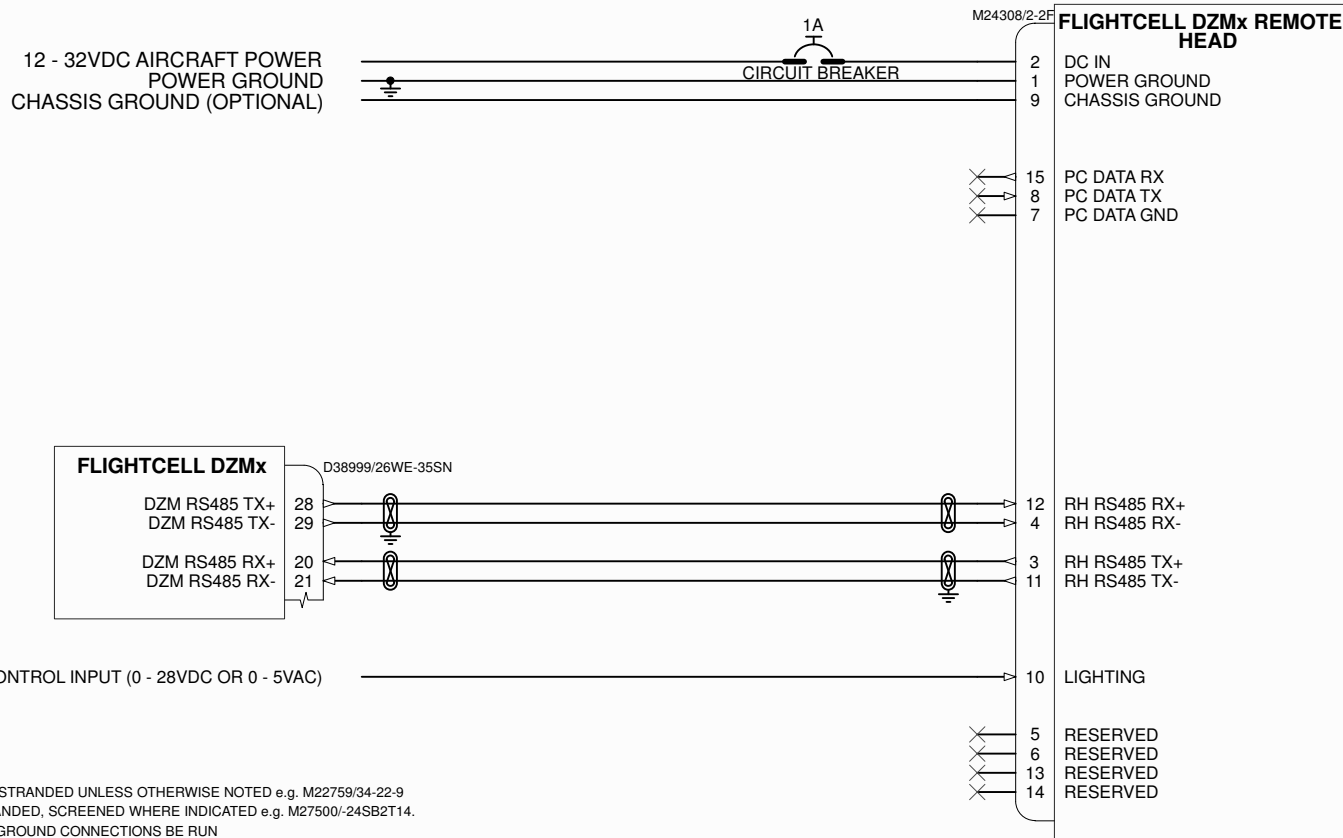 M24308/2-2F
FLIGHTCELL DZMx REMOTE
HEAD
1A
CIRCUIT BREAKER
12 - 32VDC AIRCRAFT POWER
POWER GROUND
CHASSIS GROUND (OPTIONAL)
2 DC IN
1 POWER GROUND
9 CHASSIS GROUND
15 PC DATA RX
8 PC DATA TX
7 PC DATA GND
FLIGHTCELL DZMx
D38999/26WE-35SN
DZM RS485 TX+ 28
DZM RS485 TX- 29
DZM RS485 RX+ 20
DZM RS485 RX- 21
12 RH RS485 RX+
4 RH RS485 RX-
3 RH RS485 TX+
11 RH RS485 TX-
ONTROL INPUT (0 - 28VDC OR 0 - 5VAC)
10 LIGHTING
5 RESERVED
6 RESERVED
13 RESERVED
14 RESERVED
STRANDED UNLESS OTHERWISE NOTED e.g. M22759/34-22-9
NDED, SCREENED WHERE INDICATED e.g. M27500/-24SB2T14.
GROUND CONNECTIONS BE RUN